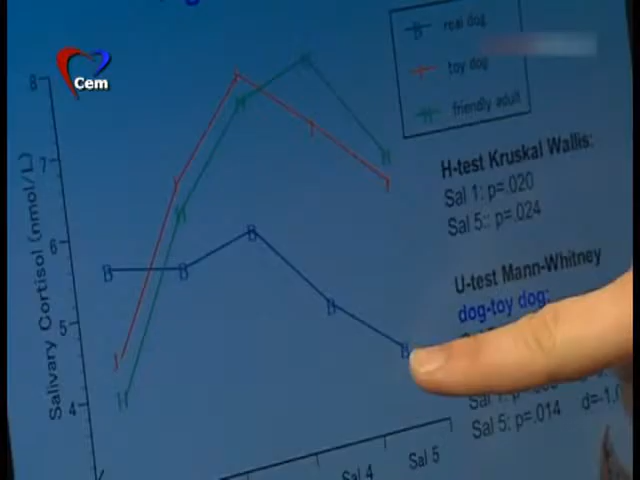 Cem
real dog
toy dog
friendly adult
8
7
6
5
4
Salivary Cortisol (nmol/L)
Sal 4
Sal 5
H-test Kruskal Wallis:
Sal 1: p=.020
Sal 5:: p=.024
U-test Mann-Whitney
dog-toy dog:
Sal 5: p=.014